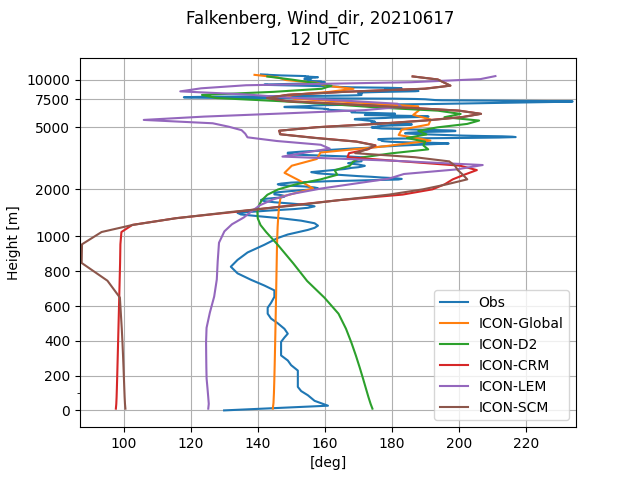 Falkenberg, Wind_dir, 20210617
12 UTC
10000
7500
5000
2000
1000
800
600
400
200
0
Height [m]
100
120
140
160
180
200
220
[deg]
Obs
ICON-Global
ICON-D2
ICON-CRM
ICON-LEM
ICON-SCM